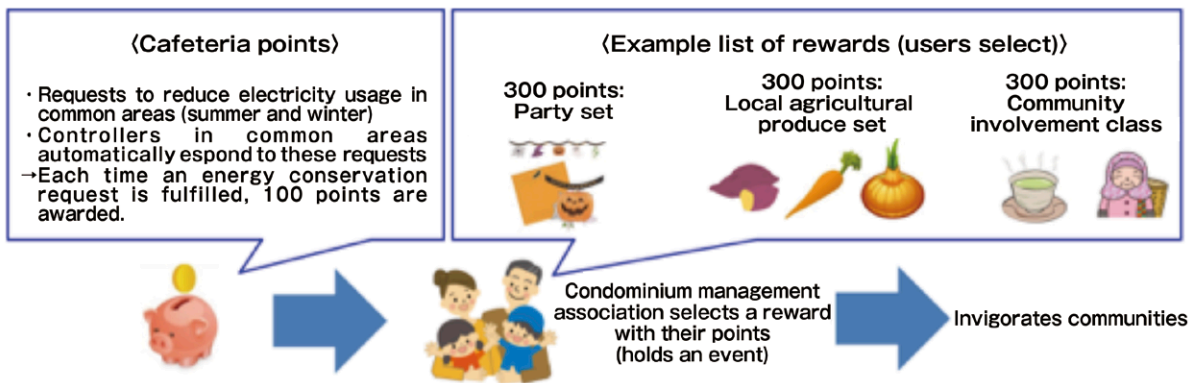 〈Cafeteria points〉
・Requests to reduce electricity usage in
common areas (summer and winter)
・Controllers in common areas
automatically espond to these requests
→Each time an energy conservation
request is fulfilled, 100 points are
awarded.
〈Example list of rewards (users select)〉
300 points:
Party set
300 points:
Local agricultural
produce set
300 points:
Community
involvement class
Condominium management
association selects a reward
with their points
(holds an event)
Invigorates communities